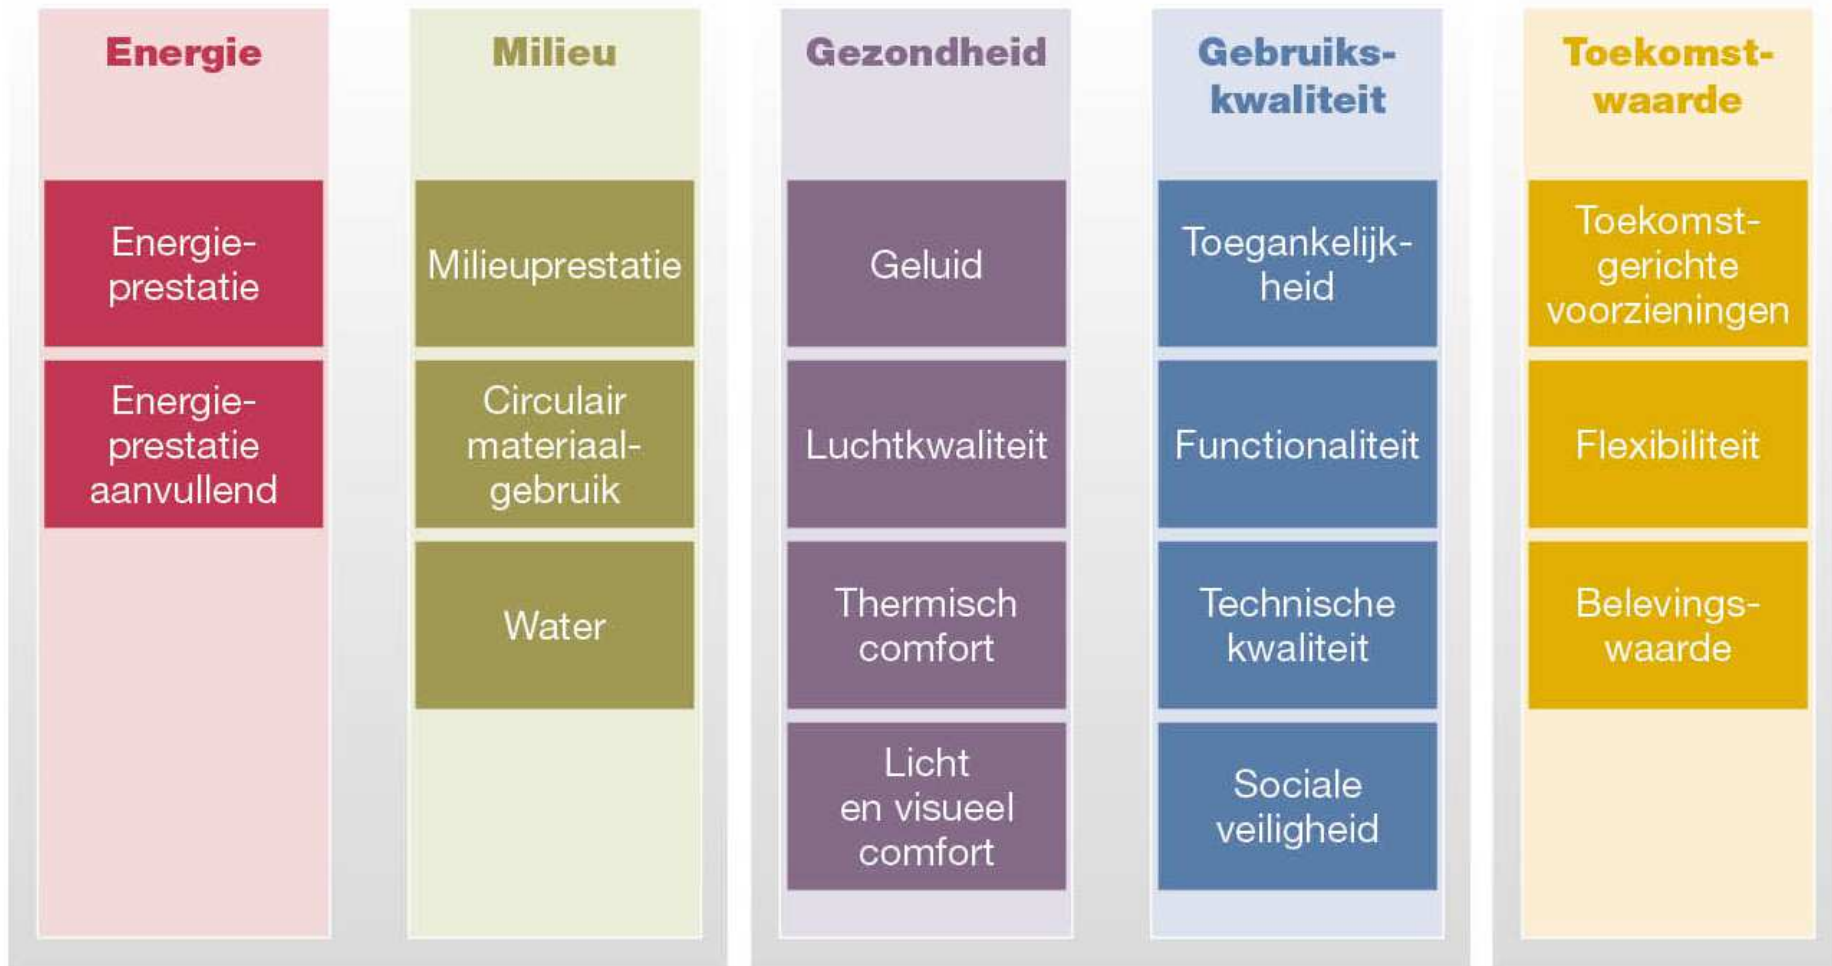 Energie
Energie-
prestatie
Energie-
prestatie
aanvullend
Milieu
Milieuprestatie
Circulair
materiaal-
gebruik
Water
Gezondheid
Geluid
Luchtkwaliteit
Thermisch
comfort
Licht
en visueel
comfort
Gebruiks-
kwaliteit
Toegankelijk-
heid
Functionaliteit
Technische
kwaliteit
Sociale
veiligheid
Toekomst-
waarde
Toekomst-
gerichte
voorzieningen
Flexibiliteit
Belevings-
waarde